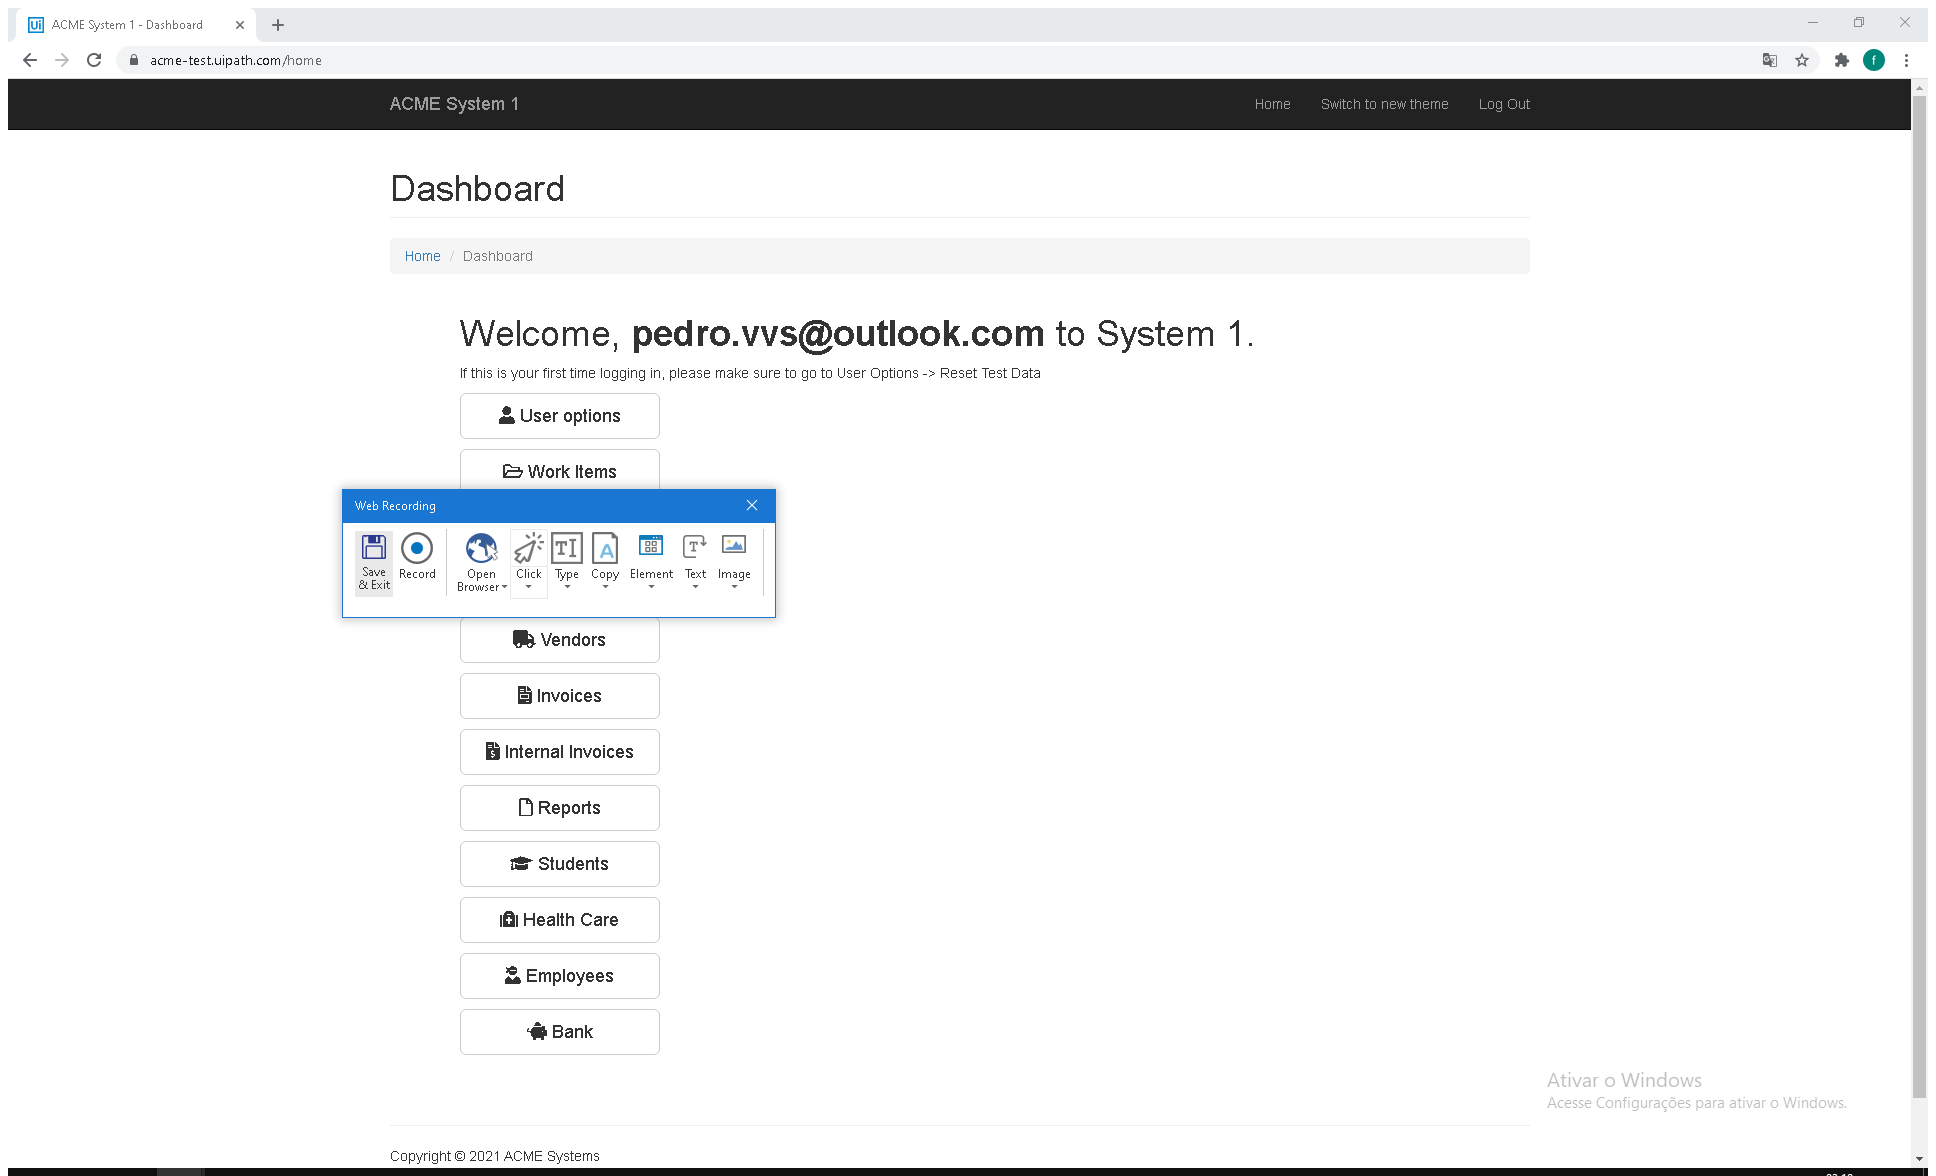 Ui ACME System 1 - Dashboard
acme-test.uipath.com/home
f
ACME System 1 Home Switch to new theme Log Out
Dashboard
Home / Dashboard
Welcome, pedro.vvs@outlook.com to System 1.
If this is your first time logging in, please make sure to go to User Options -> Reset Test Data
User options
Work Items
Web Recording
Save & Exit Record Open Browser Click Type Copy Element Text Image
Vendors
Invoices
Internal Invoices
Reports
Students
Health Care
Employees
Bank
Ativar o Windows
Acesse Configurações para ativar o Windows.
Copyright © 2021 ACME Systems